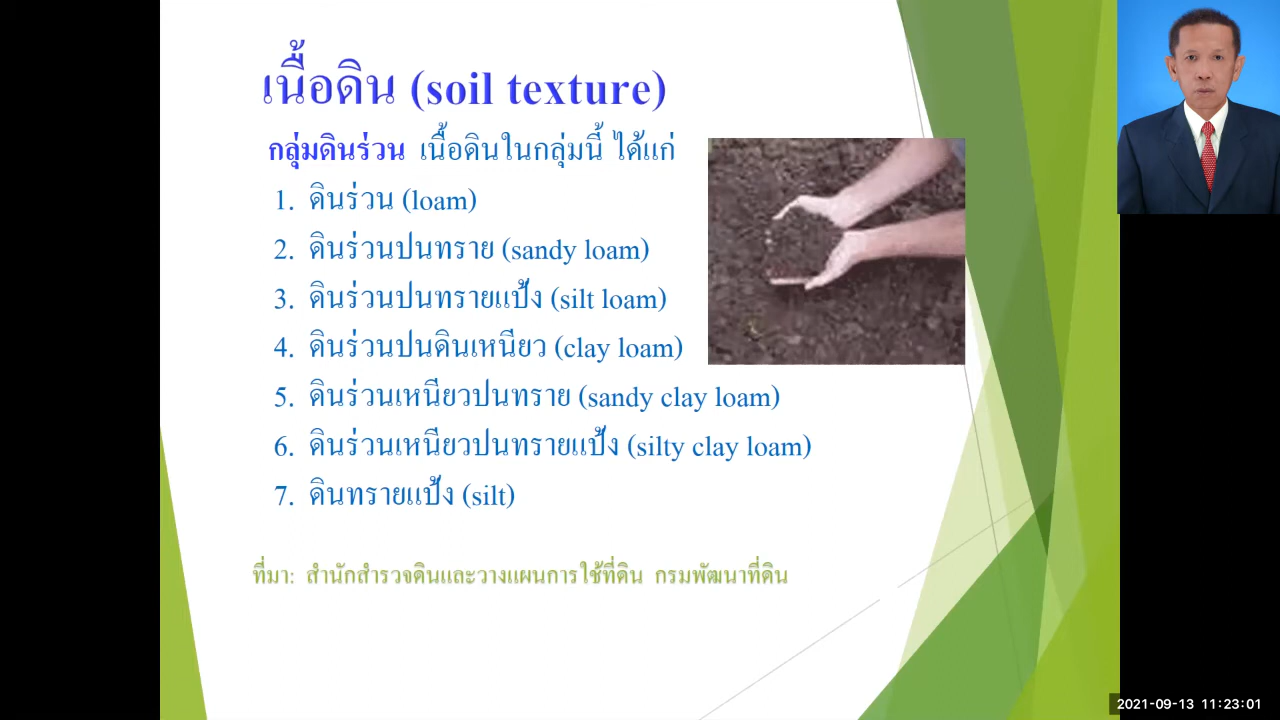 เนื้อดิน (soil texture)
กลุ่มดินร่วน เนื้อดินในกลุ่มนี้ ได้แก่
1. ดินร่วน (loam)
2. ดินร่วนปนทราย (sandy loam)
3. ดินร่วนปนทรายแป้ง (silt loam)
4. ดินร่วนปนดินเหนียว (clay loam)
5. ดินร่วนเหนียวปนทราย (sandy clay loam)
6. ดินร่วนเหนียวปนทรายแป้ง (silty clay loam)
7. ดินทรายแป้ง (silt)
ที่มา: สำนักสำรวจดินและวางแผนการใช้ที่ดิน กรมพัฒนาที่ดิน
2021-09-13 11:23:01